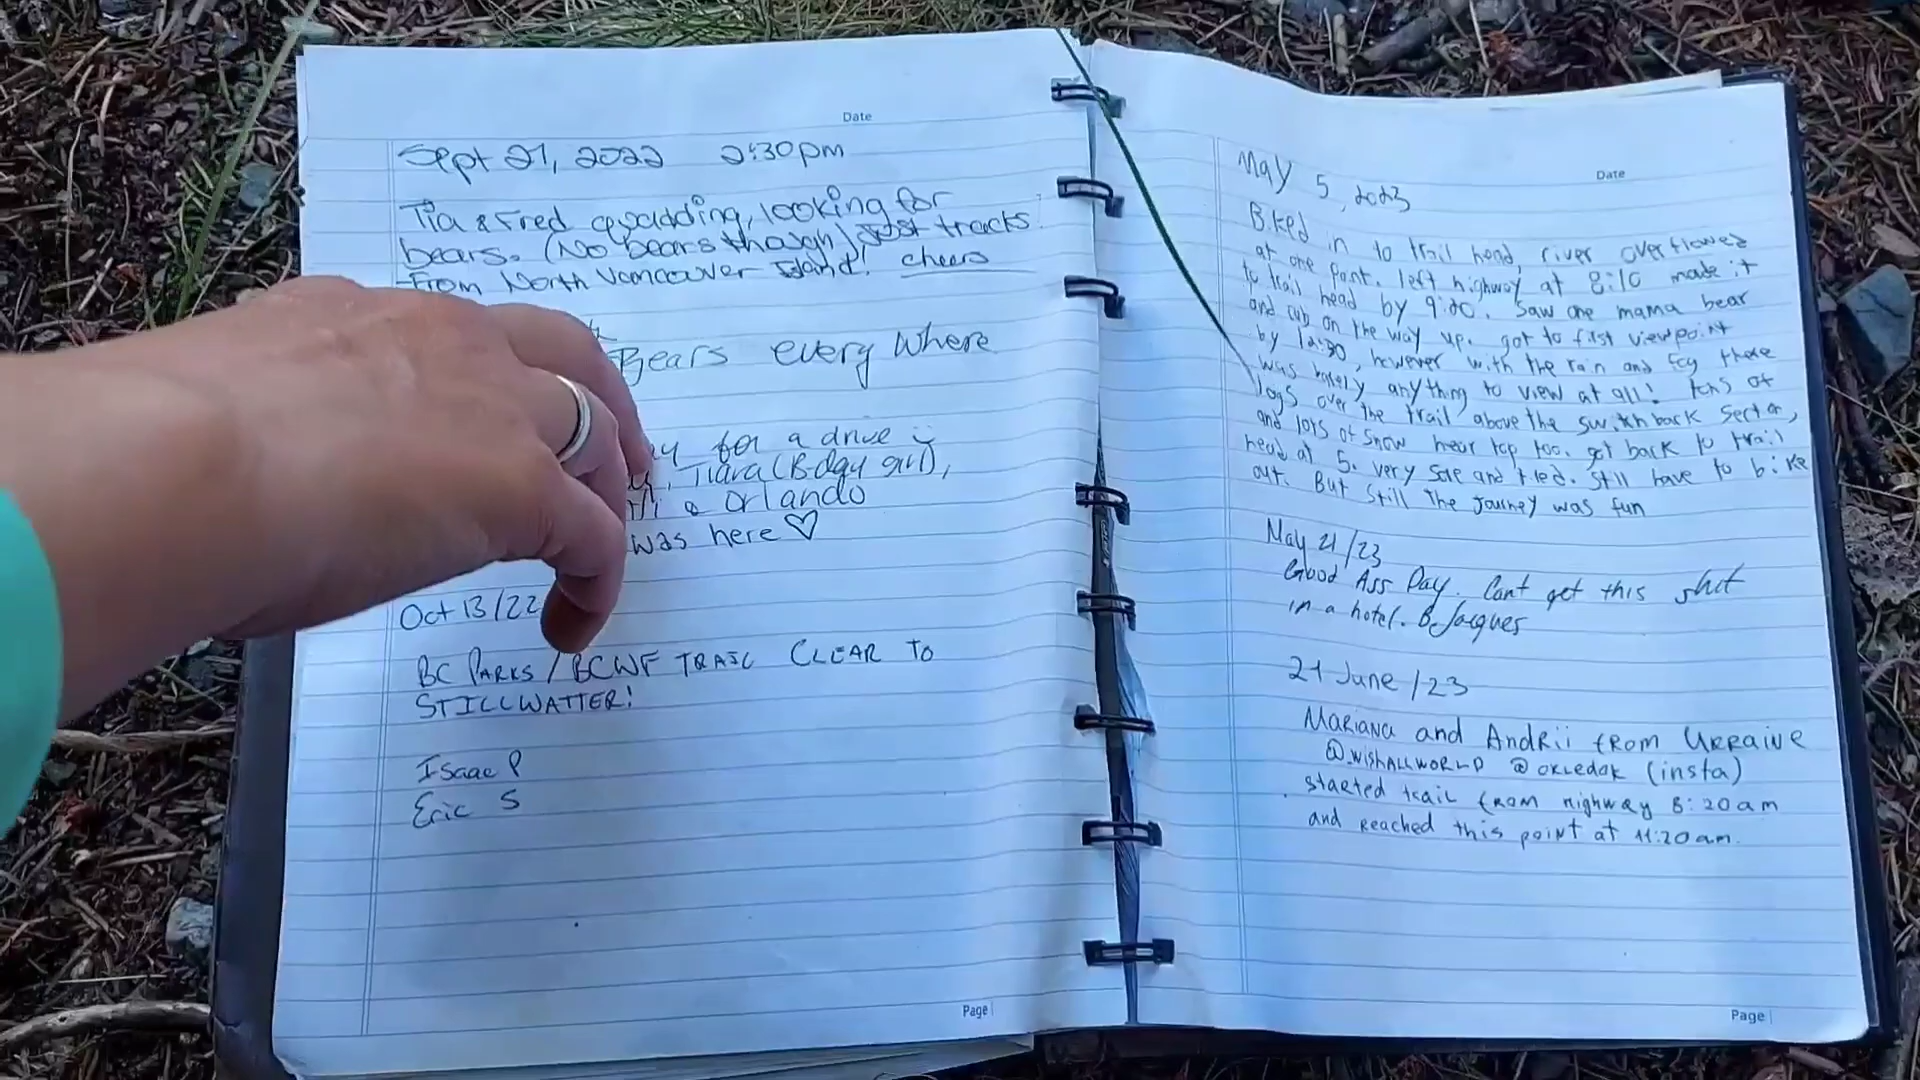 Date
Sept 21, 2022 2:30pm
Tia & Fred quadding, looking for
bears. (No bears though) Just tracks.
From North Vancouver Island! cheers
Bears every where
for a drive
Tiara (Bday girl),
& Orlando
was here ♡
Oct 13/22
BC PARKS / BCWF TRAIL CLEAR TO
STILLWATTER!
Isaac P
Eric S
Page
Date
May 5, 2023
Biked in to trail head, river overflowed
at one point. left highway at 8:10 made it
to trail head by 9:20. Saw one mama bear
and cub on the way up. got to first viewpoint
by 12:30, however with the rain and fog there
was barely anything to view at all! tons of
logs over the trail above the switchback section,
and lots of snow near top too. got back to trail
head at 5. very sore and tired. still have to bike
out. But still the journey was fun
May 21/23
Good Ass Day. Cant get this shit
in a hotel. B. Jacques
21 June /23
MARIANA and ANDRII from UKRAINE
@wishALLWORLD @okledak (insta)
started trail from highway 8:20am
and reached this point at 11:20am.
Page